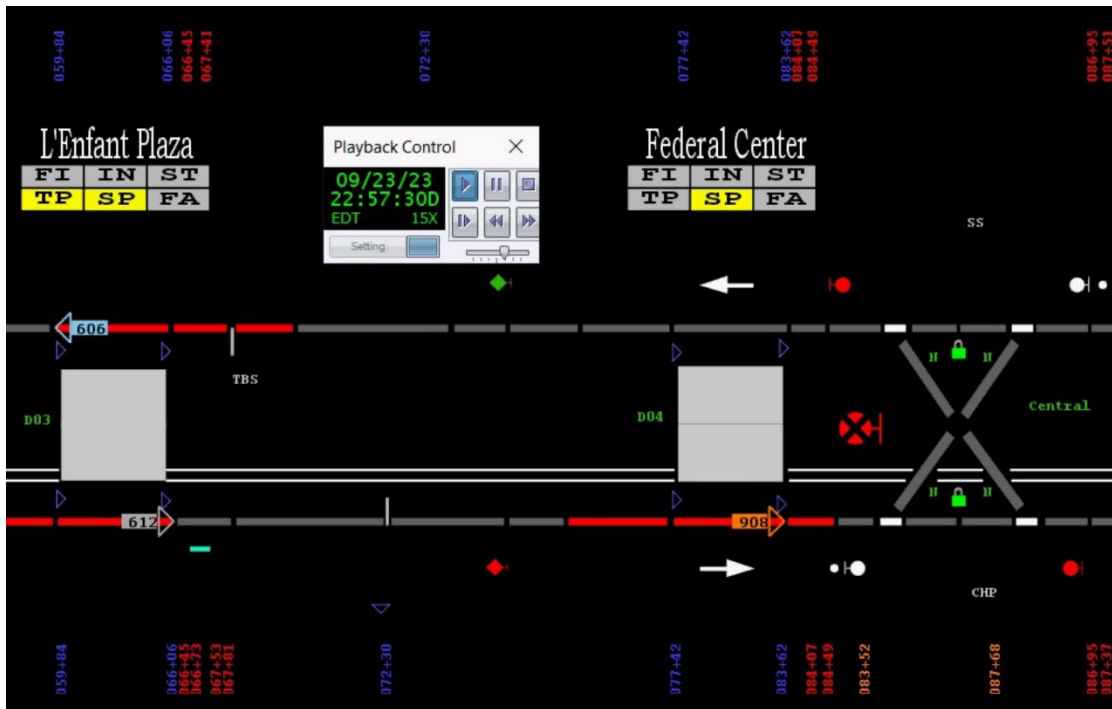 059+84
066+06
066+45
067+41
072+30
077+42
083+62
084+07
084+49
086+95
087+51
L'Enfant Plaza
FI IN ST
TP SP FA
Playback Control
09/23/23
22:57:30D
EDT 15X
Setting
Federal Center
FI IN ST
TP SP FA
SS
606
TBS
N N
D03
D04
Central
N N
612
908
CHP
059+84
066+06
066+45
066+73
067+53
067+81
072+30
077+42
083+62
084+07
084+49
083+52
087+68
086+95
087+37